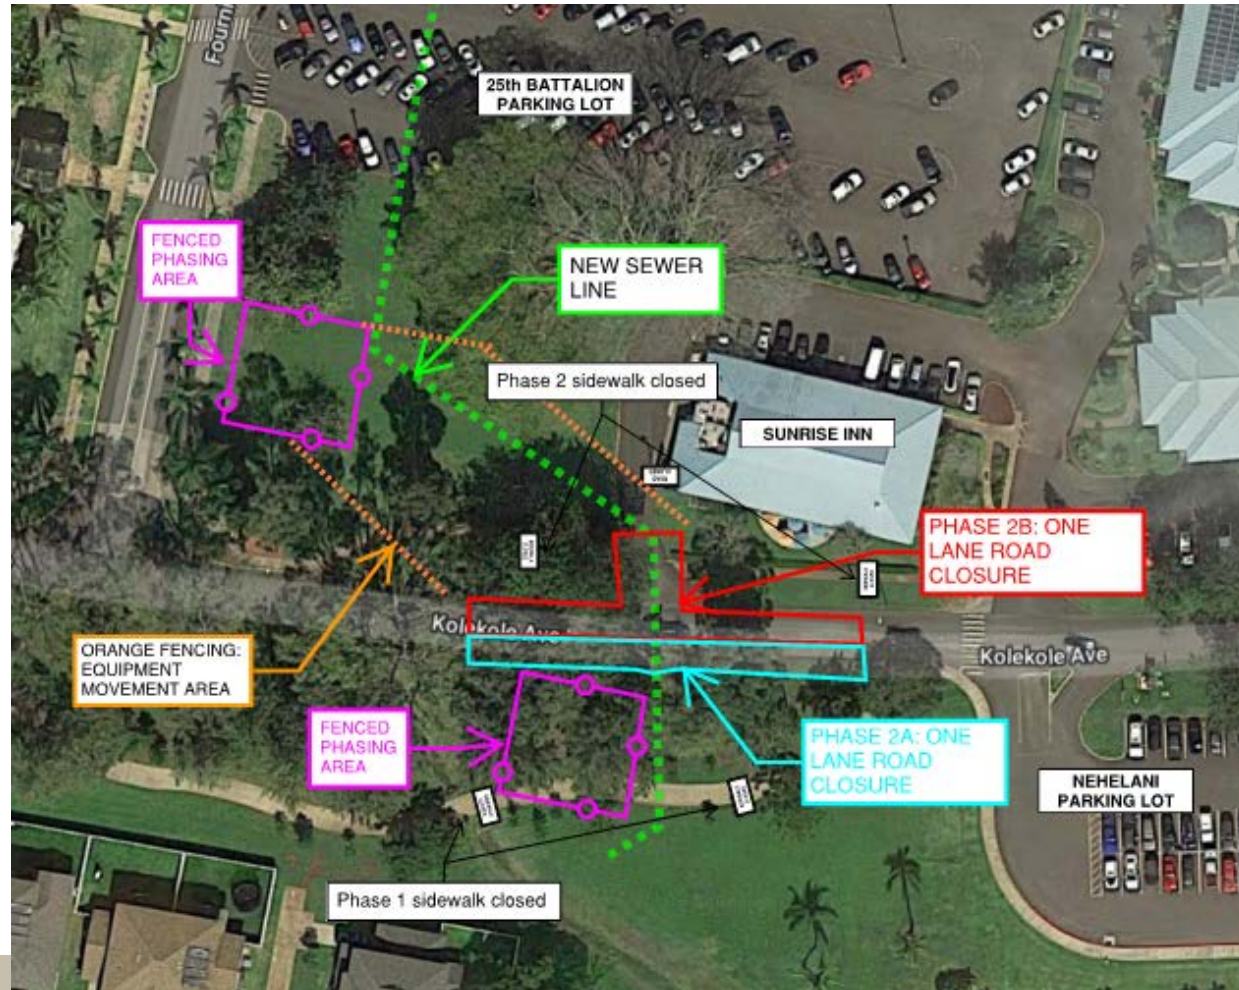 Fourni
25th BATTALION
PARKING LOT
FENCED
PHASING
AREA
NEW SEWER
LINE
Phase 2 sidewalk closed
SUNRISE INN
PHASE 2B: ONE
LANE ROAD
CLOSURE
Kolekole Ave
Kolekole Ave
ORANGE FENCING:
EQUIPMENT
MOVEMENT AREA
FENCED
PHASING
AREA
PHASE 2A: ONE
LANE ROAD
CLOSURE
NEHELANI
PARKING LOT
Phase 1 sidewalk closed